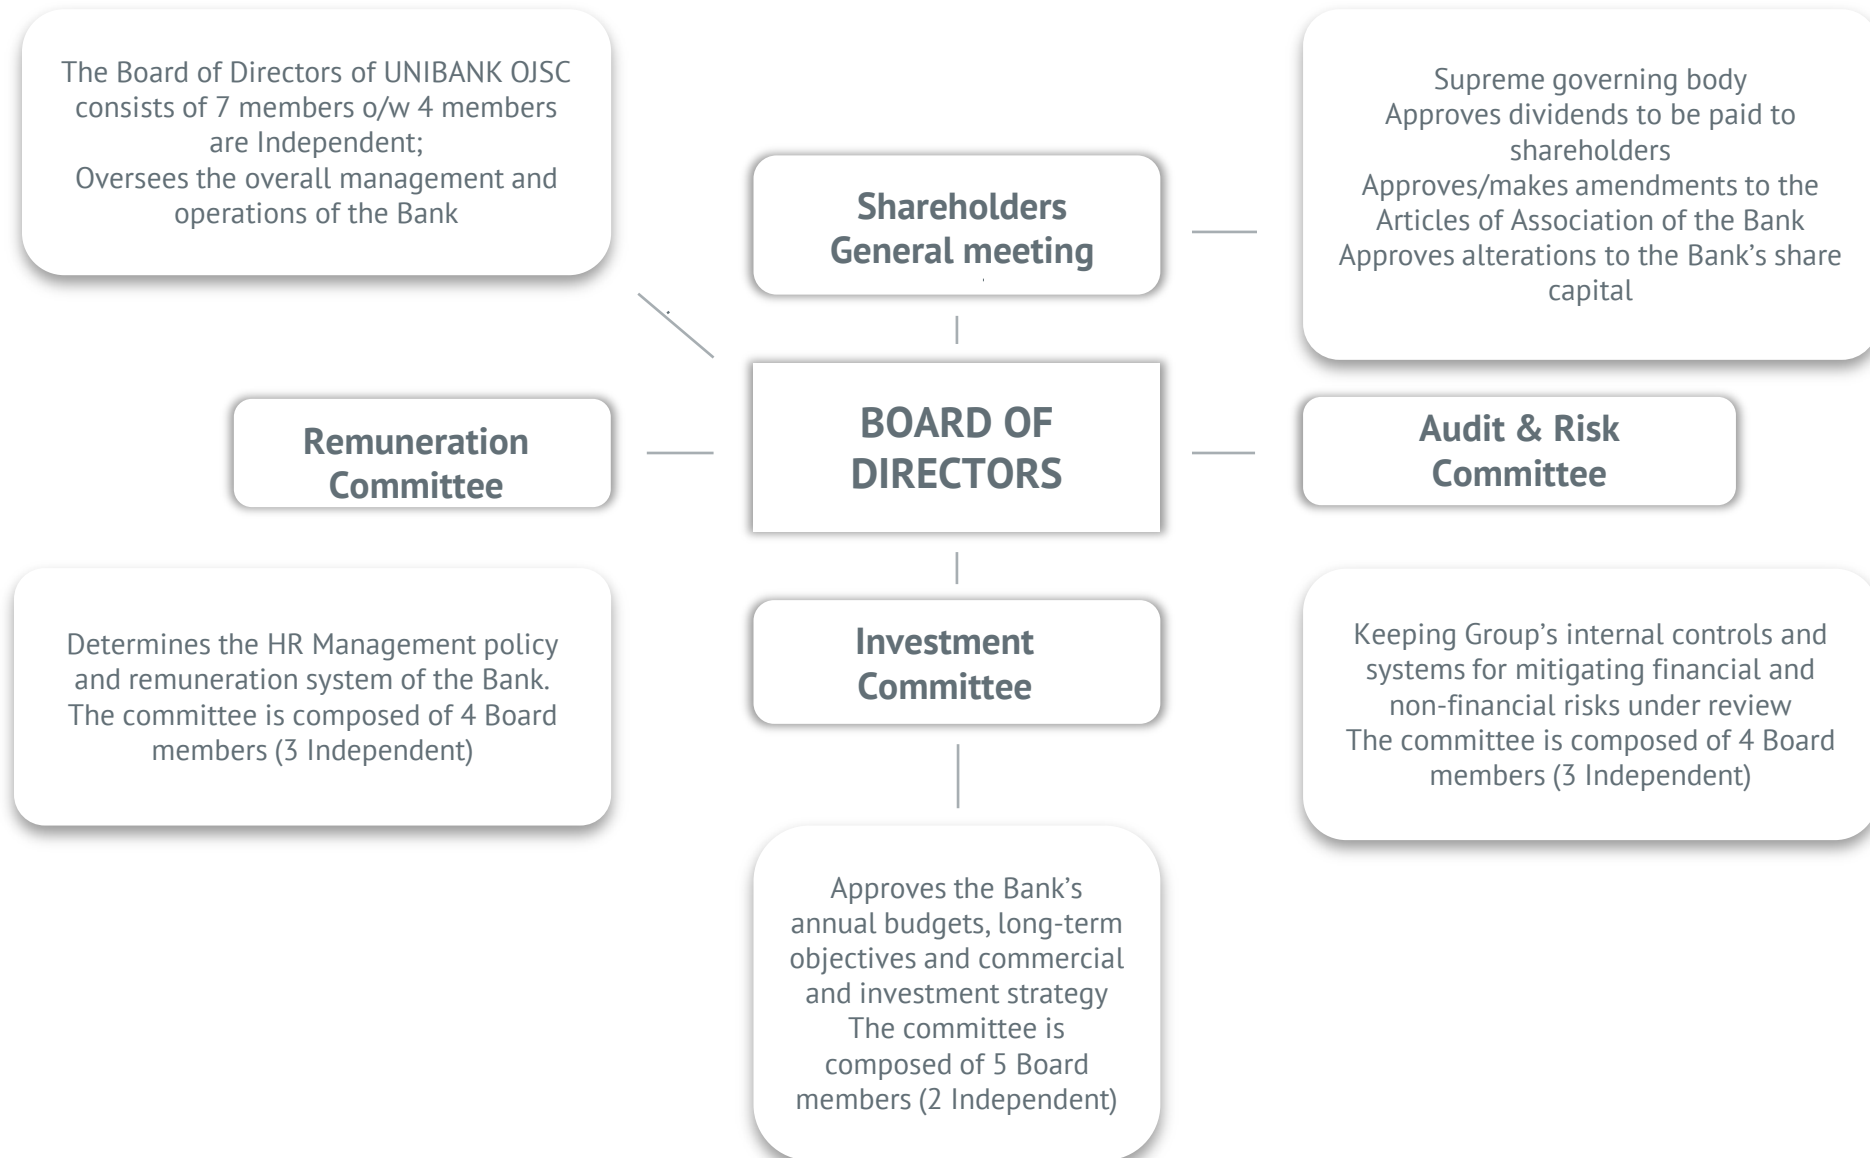 The Board of Directors of UNIBANK OJSC
consists of 7 members o/w 4 members
are Independent;
Oversees the overall management and
operations of the Bank
Shareholders
General meeting
Supreme governing body
Approves dividends to be paid to
shareholders
Approves/makes amendments to the
Articles of Association of the Bank
Approves alterations to the Bank’s share
capital
Remuneration
Committee
BOARD OF
DIRECTORS
Audit & Risk
Committee
Determines the HR Management policy
and remuneration system of the Bank.
The committee is composed of 4 Board
members (3 Independent)
Investment
Committee
Keeping Group’s internal controls and
systems for mitigating financial and
non-financial risks under review
The committee is composed of 4 Board
members (3 Independent)
Approves the Bank’s
annual budgets, long-term
objectives and commercial
and investment strategy
The committee is
composed of 5 Board
members (2 Independent)